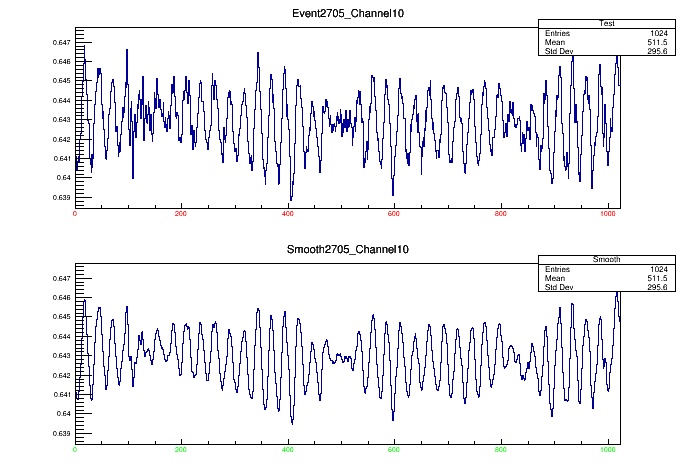 Event2705_Channel10
Test
Entries 1024
Mean 511.5
Std Dev 295.6
0.647
0.646
0.645
0.644
0.643
0.642
0.641
0.64
0.639
0 200 400 600 800 1000
Smooth2705_Channel10
Smooth
Entries 1024
Mean 511.5
Std Dev 295.6
0.647
0.646
0.645
0.644
0.643
0.642
0.641
0.64
0.639
0 200 400 600 800 1000